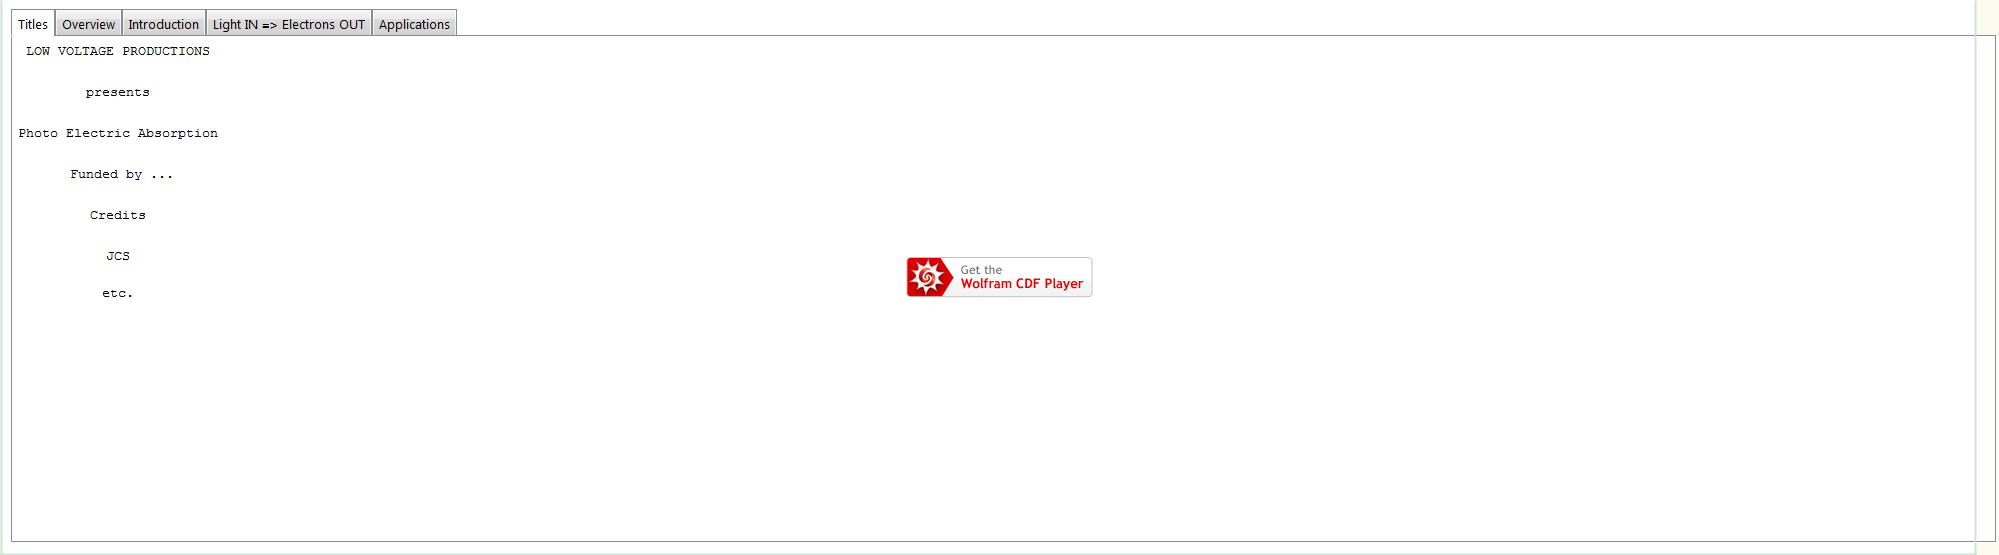 Titles Overview Introduction Light IN => Electrons OUT Applications
LOW VOLTAGE PRODUCTIONS
presents
Photo Electric Absorption
Funded by ...
Credits
JCS
etc.
Get the
Wolfram CDF Player